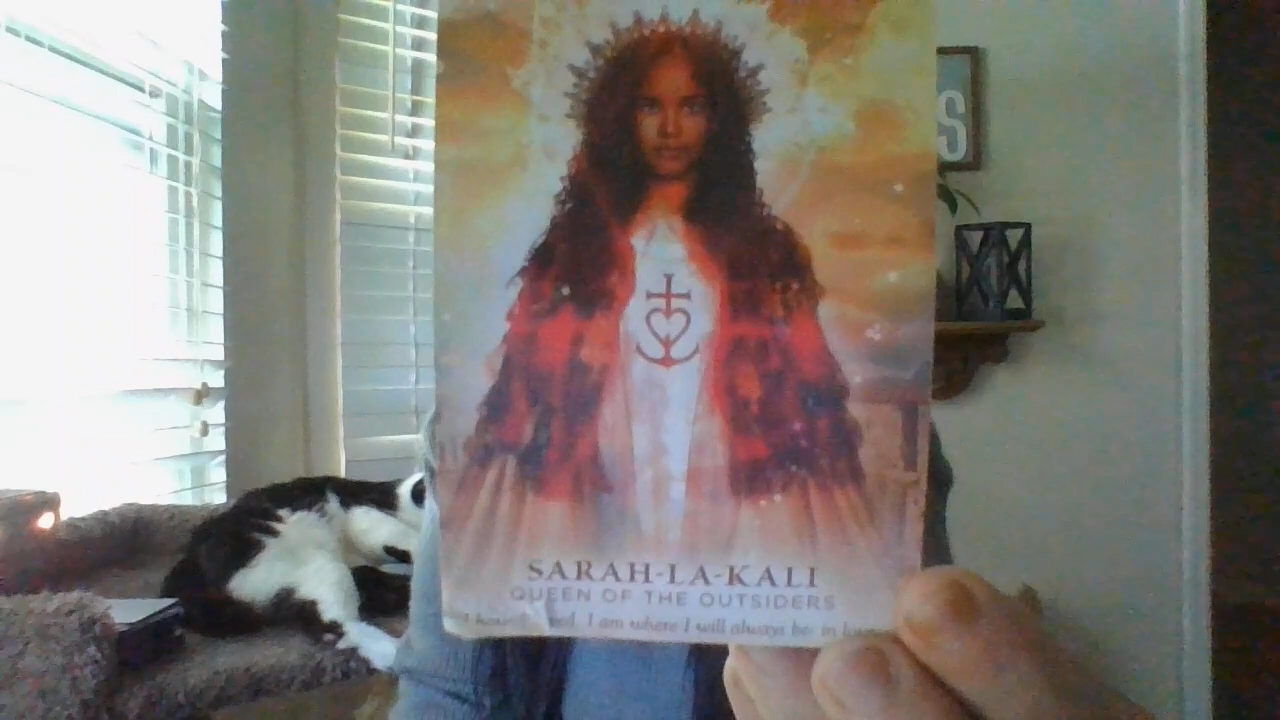 S
SARAH-LA-KALI
QUEEN OF THE OUTSIDERS
I am where I will always be: in